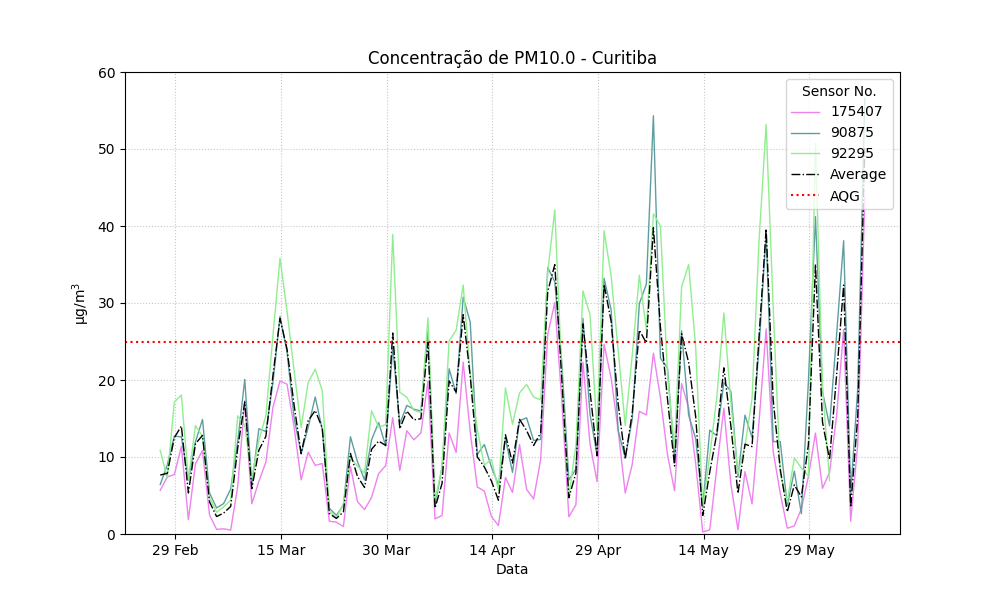 Concentração de PM10.0 - Curitiba
60
50
40
30
20
10
0
µg/m³
Sensor No.
175407
90875
92295
Average
AQG
29 Feb
15 Mar
30 Mar
14 Apr
29 Apr
14 May
29 May
Data